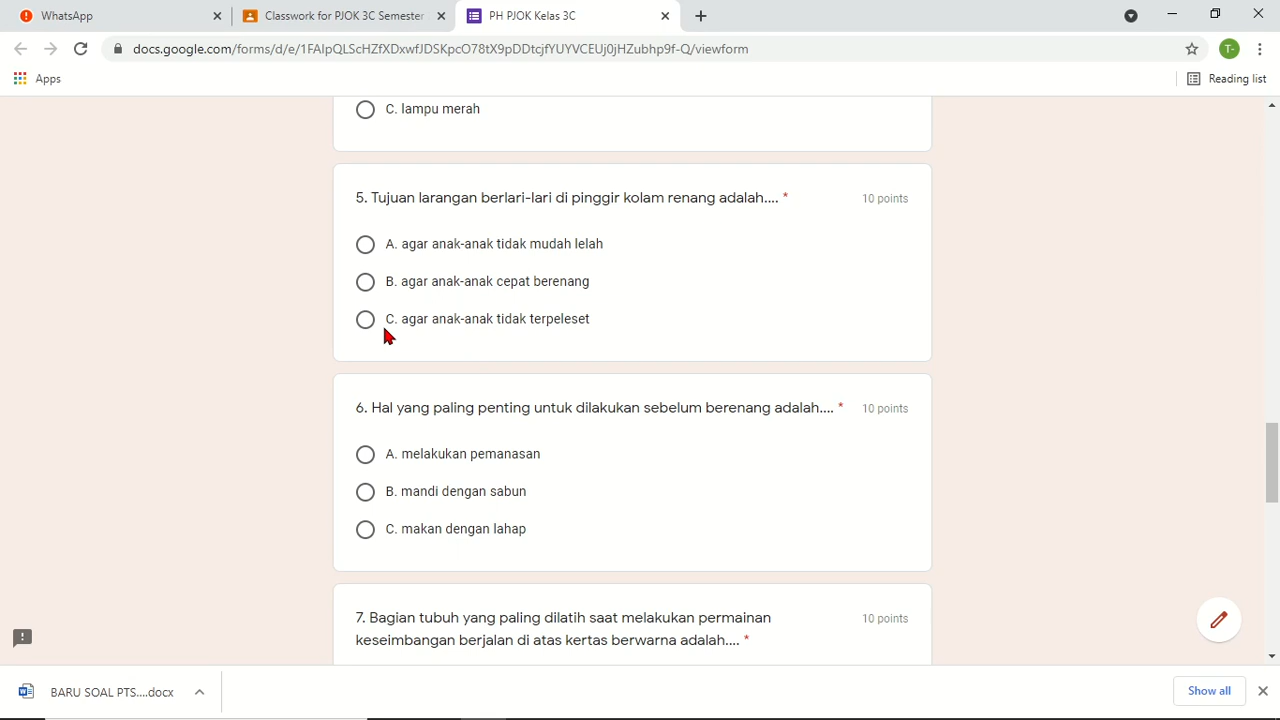 WhatsApp
Classwork for PJOK 3C Semester
PH PJOK Kelas 3C
docs.google.com/forms/d/e/1FAIpQLScHZfXDxwfJDSKpcO78tX9pDDtcjfYUYVCEUj0jHZubhp9f-Q/viewform
T-
Apps
Reading list
C. lampu merah
5. Tujuan larangan berlari-lari di pinggir kolam renang adalah.... *
10 points
A. agar anak-anak tidak mudah lelah
B. agar anak-anak cepat berenang
C. agar anak-anak tidak terpeleset
6. Hal yang paling penting untuk dilakukan sebelum berenang adalah.... *
10 points
A. melakukan pemanasan
B. mandi dengan sabun
C. makan dengan lahap
7. Bagian tubuh yang paling dilatih saat melakukan permainan
10 points
keseimbangan berjalan di atas kertas berwarna adalah.... *
BARU SOAL PTS....docx
Show all